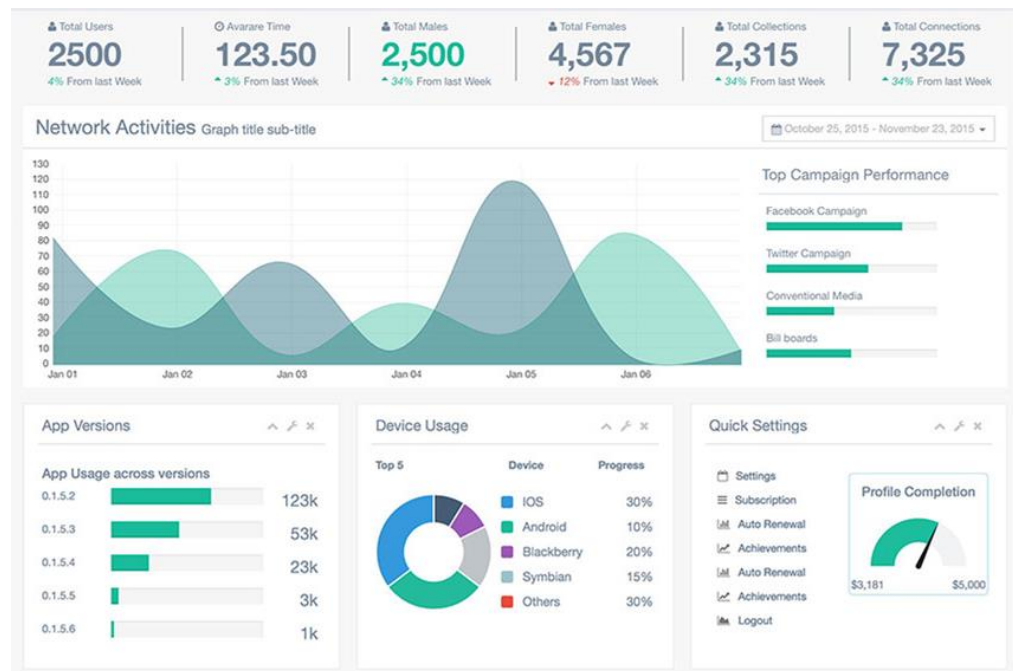 Total Users
2500
4% From last Week
Avarare Time
123.50
3% From last Week
Total Males
2,500
34% From last Week
Total Females
4,567
12% From last Week
Total Collections
2,315
34% From last Week
Total Connections
7,325
34% From last Week
Network Activities Graph title sub-title
October 25, 2015 - November 23, 2015
130
120
110
100
90
80
70
60
50
40
30
20
10
0
Jan 01 Jan 02 Jan 03 Jan 04 Jan 05 Jan 06
Top Campaign Performance
Facebook Campaign
Twitter Campaign
Conventional Media
Bill boards
App Versions
App Usage across versions
0.1.5.2 123k
0.1.5.3 53k
0.1.5.4 23k
0.1.5.5 3k
0.1.5.6 1k
Device Usage
Top 5 Device Progress
IOS 30%
Android 10%
Blackberry 20%
Symbian 15%
Others 30%
Quick Settings
Settings
Subscription
Auto Renewal
Achievements
Auto Renewal
Achievements
Logout
Profile Completion
$3,181 $5,000